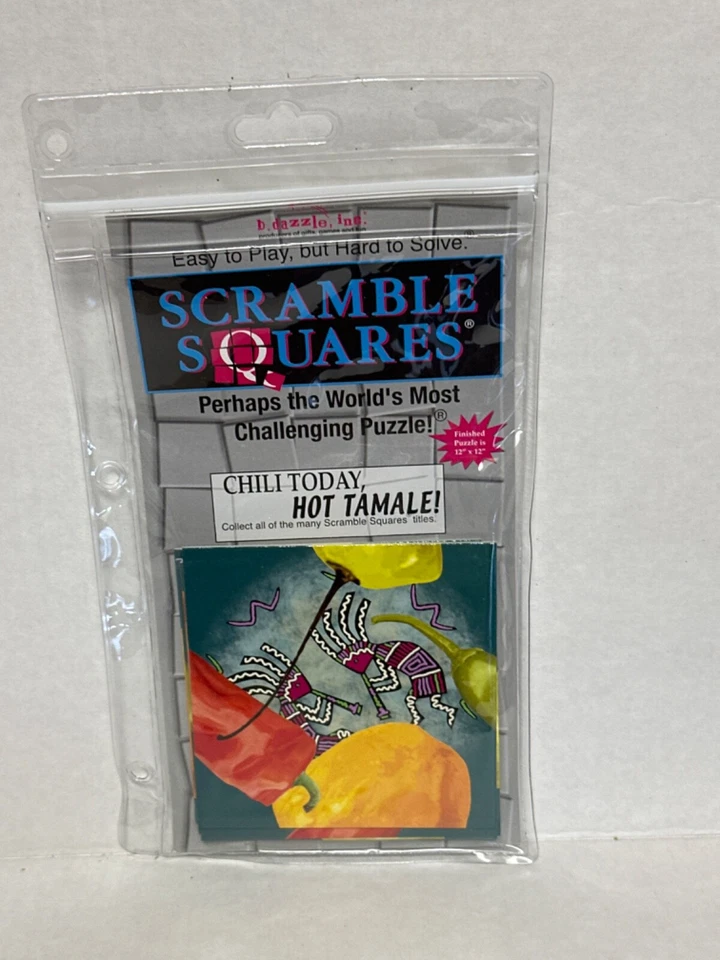 b.dazzle, inc.
Easy to Play, but Hard to Solve.®
SCRAMBLE
SQUARES®
Perhaps the World's Most
Challenging Puzzle!®
Finished
Puzzle is
12" x 12"
CHILI TODAY,
HOT TAMALE!
Collect all of the many Scramble Squares titles.